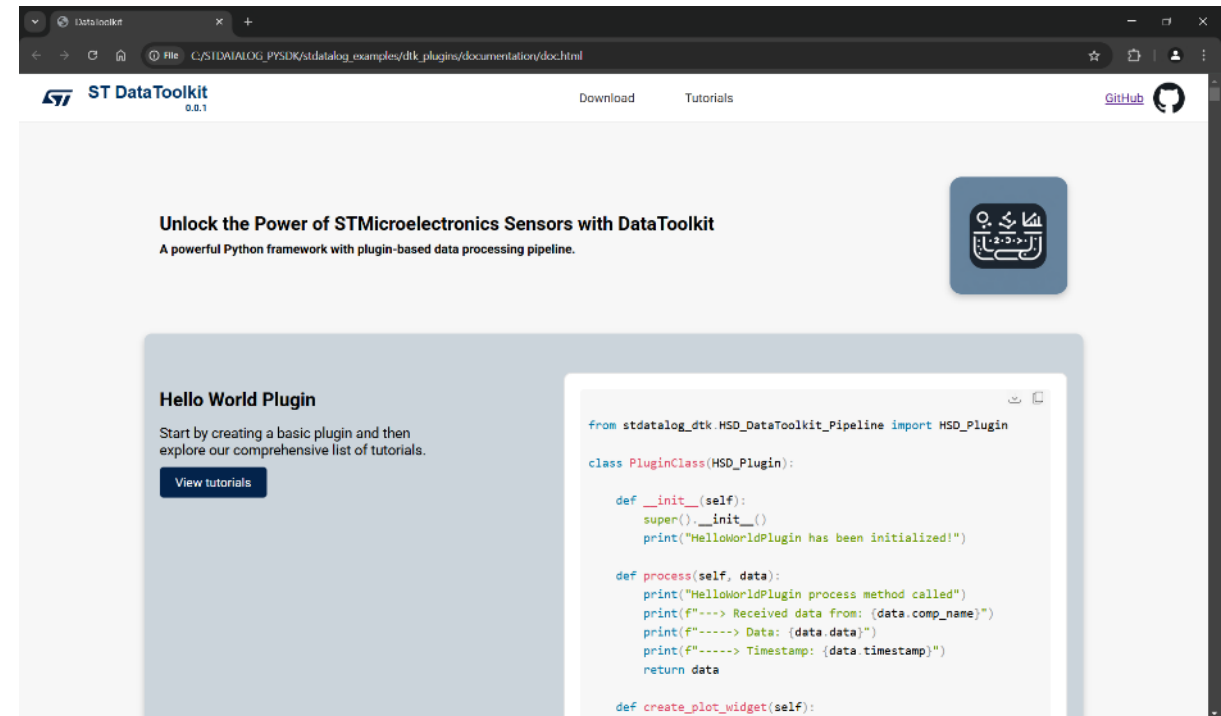 DataToolkit
File C:/STDATALOG_PYSDK/stdatalog_examples/dtk_plugins/documentation/doc.html
ST DataToolkit
0.0.1
Download
Tutorials
GitHub
Unlock the Power of STMicroelectronics Sensors with DataToolkit
A powerful Python framework with plugin-based data processing pipeline.
Hello World Plugin
Start by creating a basic plugin and then
explore our comprehensive list of tutorials.
View tutorials
from stdatalog_dtk.HSD_DataToolkit_Pipeline import HSD_Plugin
class PluginClass(HSD_Plugin):
def __init__(self):
super().__init__()
print("HelloWorldPlugin has been initialized!")
def process(self, data):
print("HelloWorldPlugin process method called")
print(f"---> Received data from: {data.comp_name}")
print(f"-----> Data: {data.data}")
print(f"-----> Timestamp: {data.timestamp}")
return data
def create_plot_widget(self):